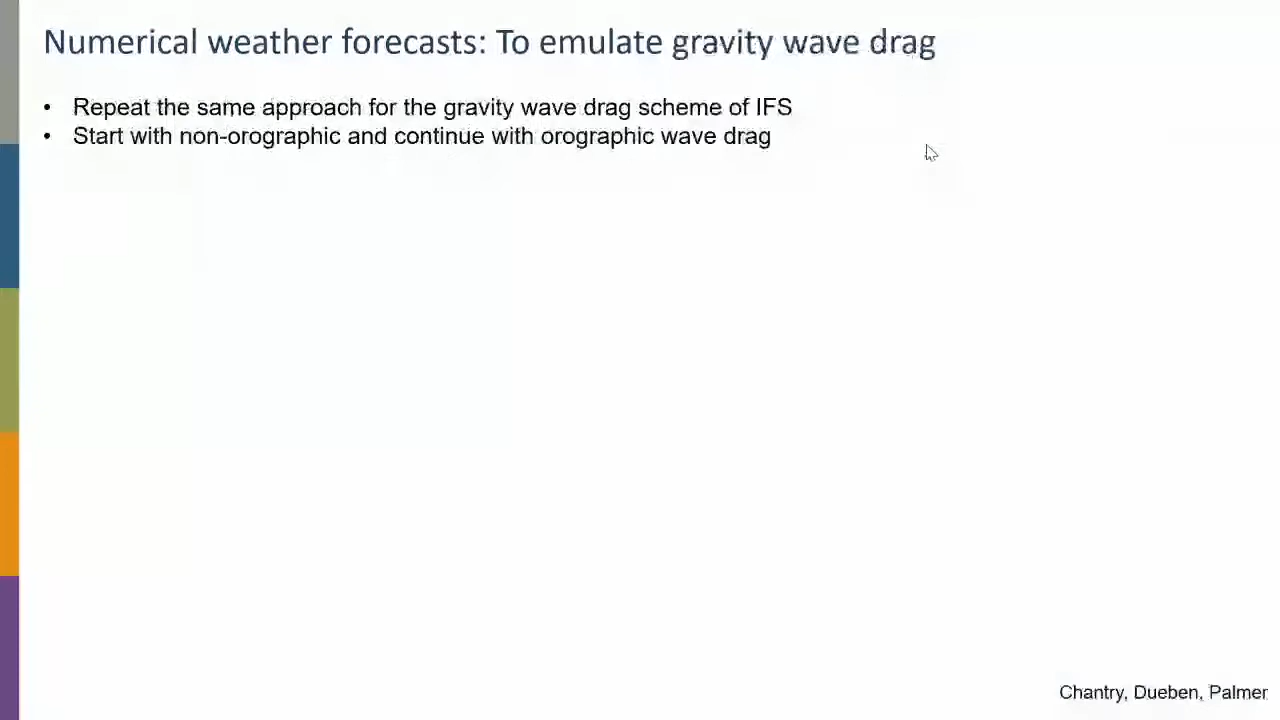 Numerical weather forecasts: To emulate gravity wave drag
• Repeat the same approach for the gravity wave drag scheme of IFS
• Start with non-orographic and continue with orographic wave drag
Chantry, Dueben, Palmer